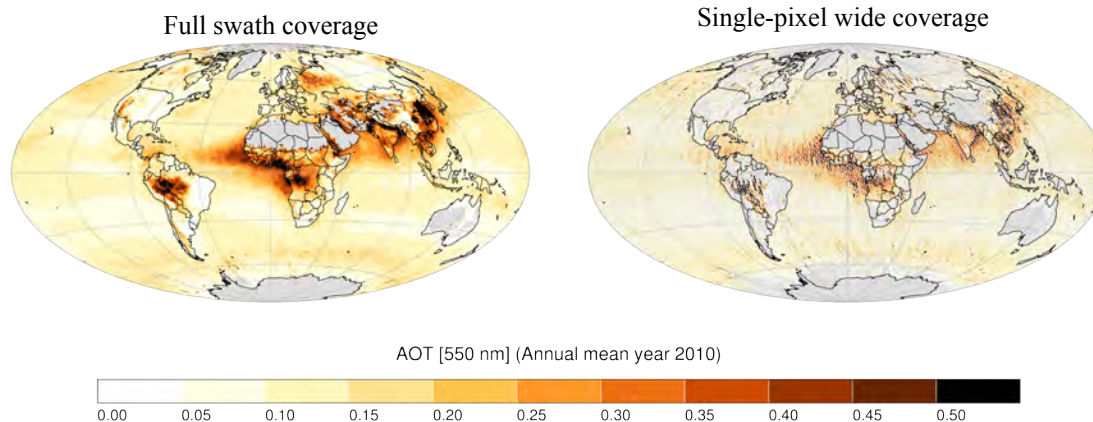 Full swath coverage
Single-pixel wide coverage
AOT [550 nm] (Annual mean year 2010)
0.00 0.05 0.10 0.15 0.20 0.25 0.30 0.35 0.40 0.45 0.50